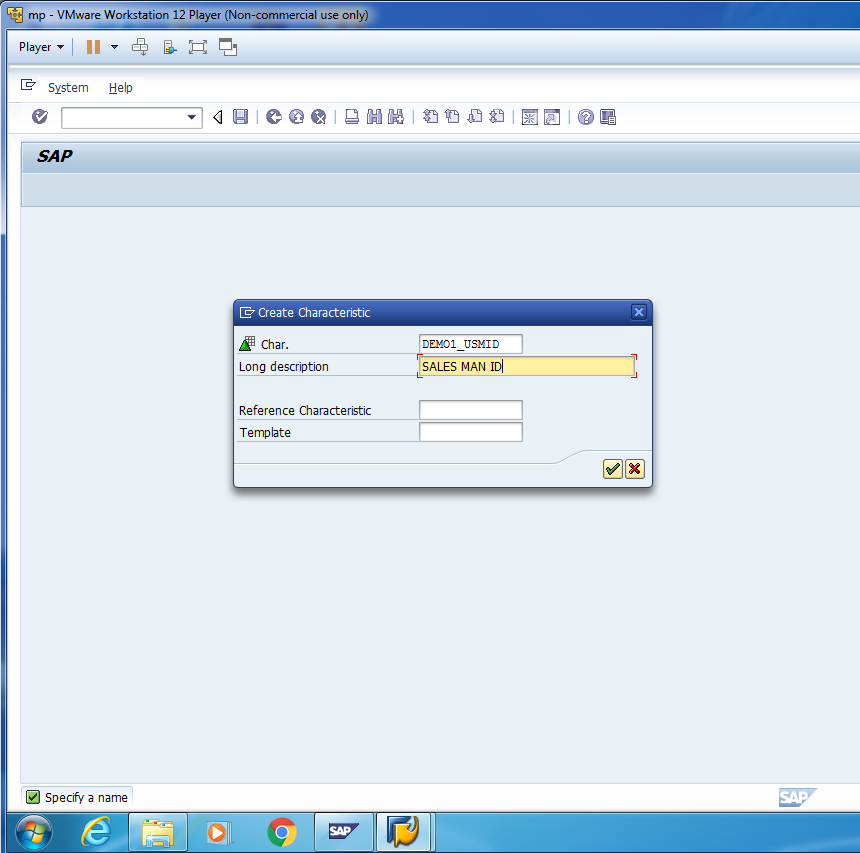 mp - VMware Workstation 12 Player (Non-commercial use only)
Player
System Help
SAP
Create Characteristic
Char. DEMO1_USMID
Long description SALES MAN ID
Reference Characteristic
Template
Specify a name
SAP
SAP